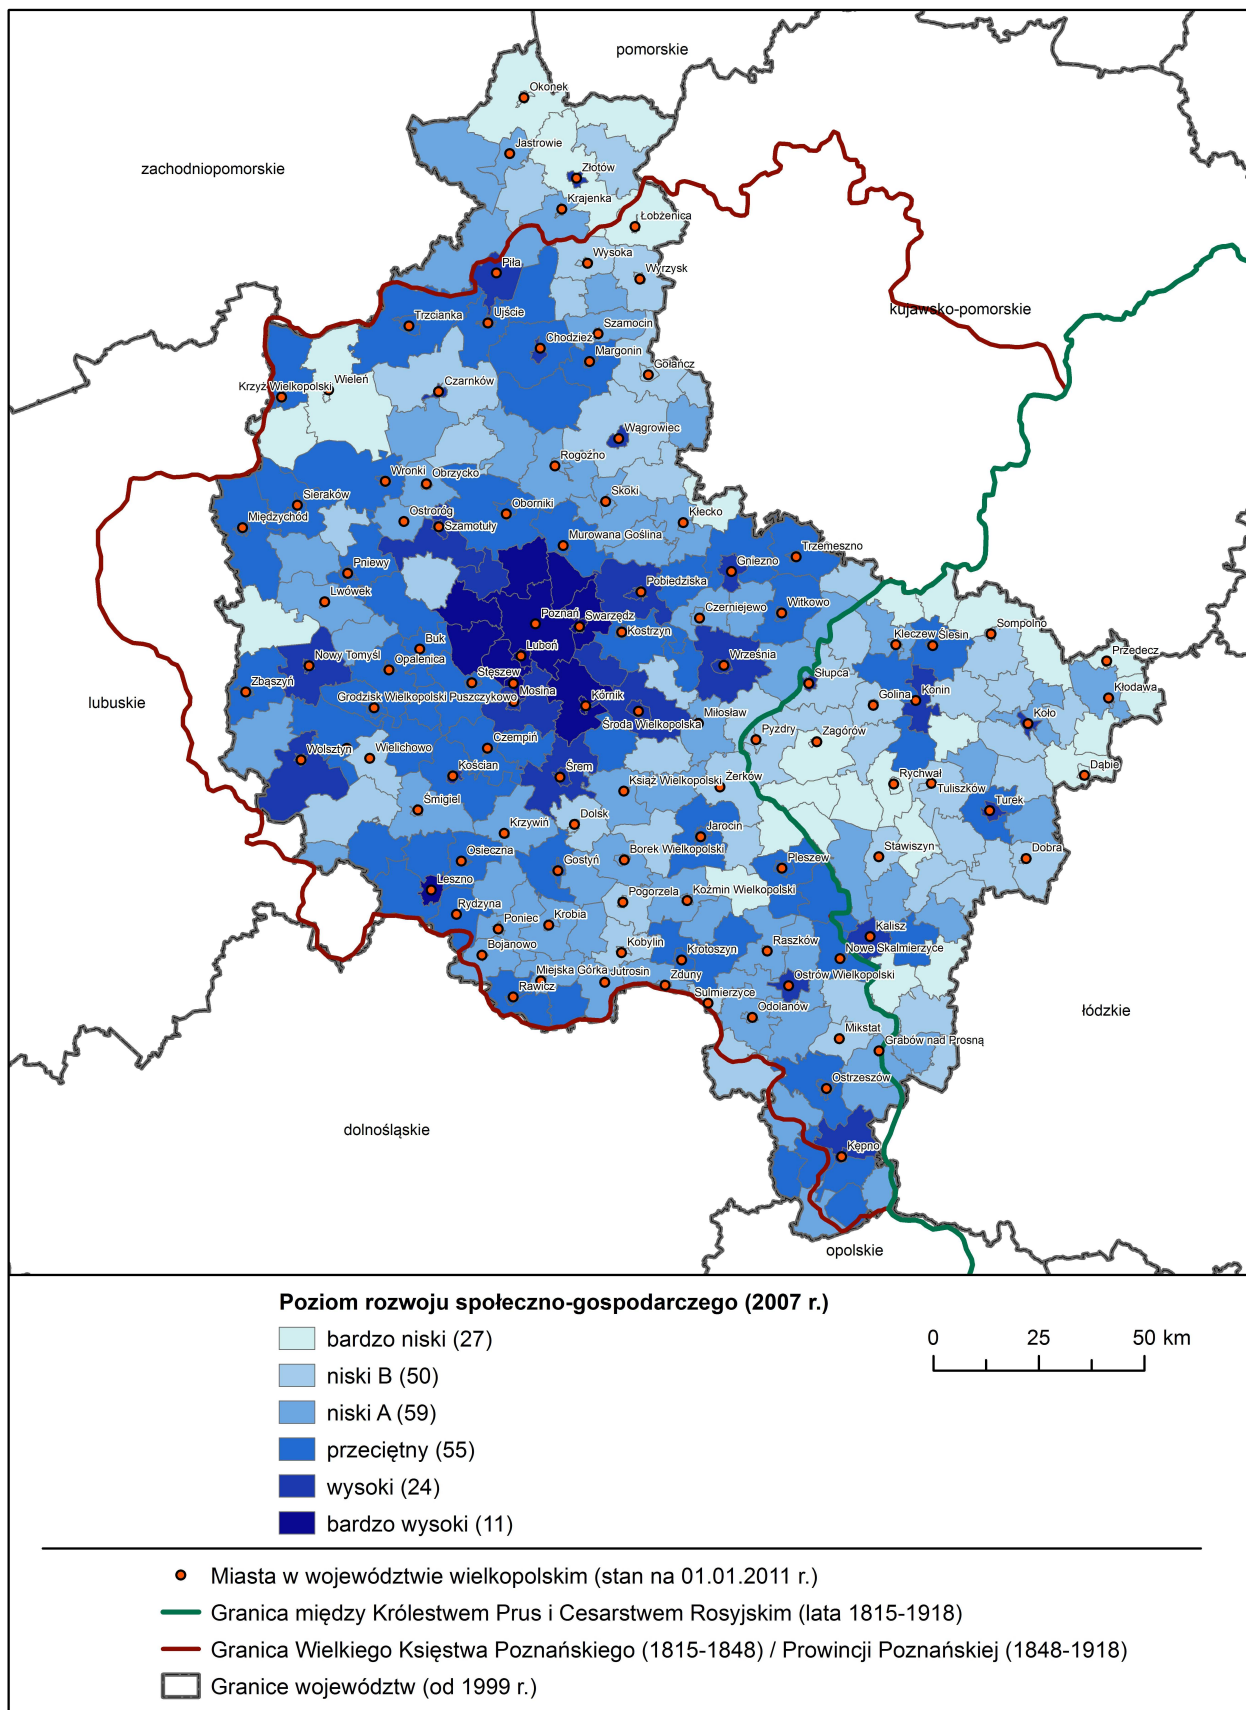 pomorskie
Okonek
Jastrowie
zachodniopomorskie
Złotów
Krajenka
Łobżenica
Wysoka
Piła
Wyrzysk
kujawsko-pomorskie
Trzcianka
Ujście
Szamocin
Chodzież
Margonin
Gołańcz
Wieleń
Krzyż Wielkopolski
Czarnków
Wągrowiec
Rogoźno
Wronki
Obrzycko
Sieraków
Skoki
Oborniki
Ostroróg
Kłecko
Międzychód
Szamotuły
Murowana Goślina
Trzemeszno
Pniewy
Gniezno
Pobiedziska
Lwówek
Czerniejewo
Witkowo
Poznań
Swarzędz
Kostrzyn
Sompolno
Kleczew
Ślesin
Buk
Luboń
Nowy Tomyśl
Opalenica
Września
Przedecz
Stęszew
Słupca
Zbąszyń
Mosina
Kórnik
Konin
Kłodawa
Grodzisk Wielkopolski
Puszczykowo
Golina
lubuskie
Środa Wielkopolska
Miłosław
Koło
Pyzdry
Zagórów
Czempiń
Wolsztyn
Wielichowo
Dąbie
Kościan
Śrem
Książ Wielkopolski
Żerków
Rychwał
Tuliszków
Śmigiel
Turek
Krzywiń
Dolsk
Jarocin
Osieczna
Gostyń
Borek Wielkopolski
Pleszew
Stawiszyn
Dobra
Leszno
Pogorzela
Koźmin Wielkopolski
Rydzyna
Poniec
Krobia
Kalisz
Bojanowo
Kobylin
Krotoszyn
Raszków
Nowe Skalmierzyce
Miejska Górka
Jutrosin
Zduny
Ostrów Wielkopolski
Rawicz
Sulmierzyce
Odolanów
łódzkie
Mikstat
Grabów nad Prosną
Ostrzeszów
dolnośląskie
Kępno
opolskie
Poziom rozwoju społeczno-gospodarczego (2007 r.)
bardzo niski (27)
niski B (50)
niski A (59)
przeciętny (55)
wysoki (24)
bardzo wysoki (11)
0 25 50 km
Miasta w województwie wielkopolskim (stan na 01.01.2011 r.)
Granica między Królestwem Prus i Cesarstwem Rosyjskim (lata 1815-1918)
Granica Wielkiego Księstwa Poznańskiego (1815-1848) / Prowincji Poznańskiej (1848-1918)
Granice województw (od 1999 r.)